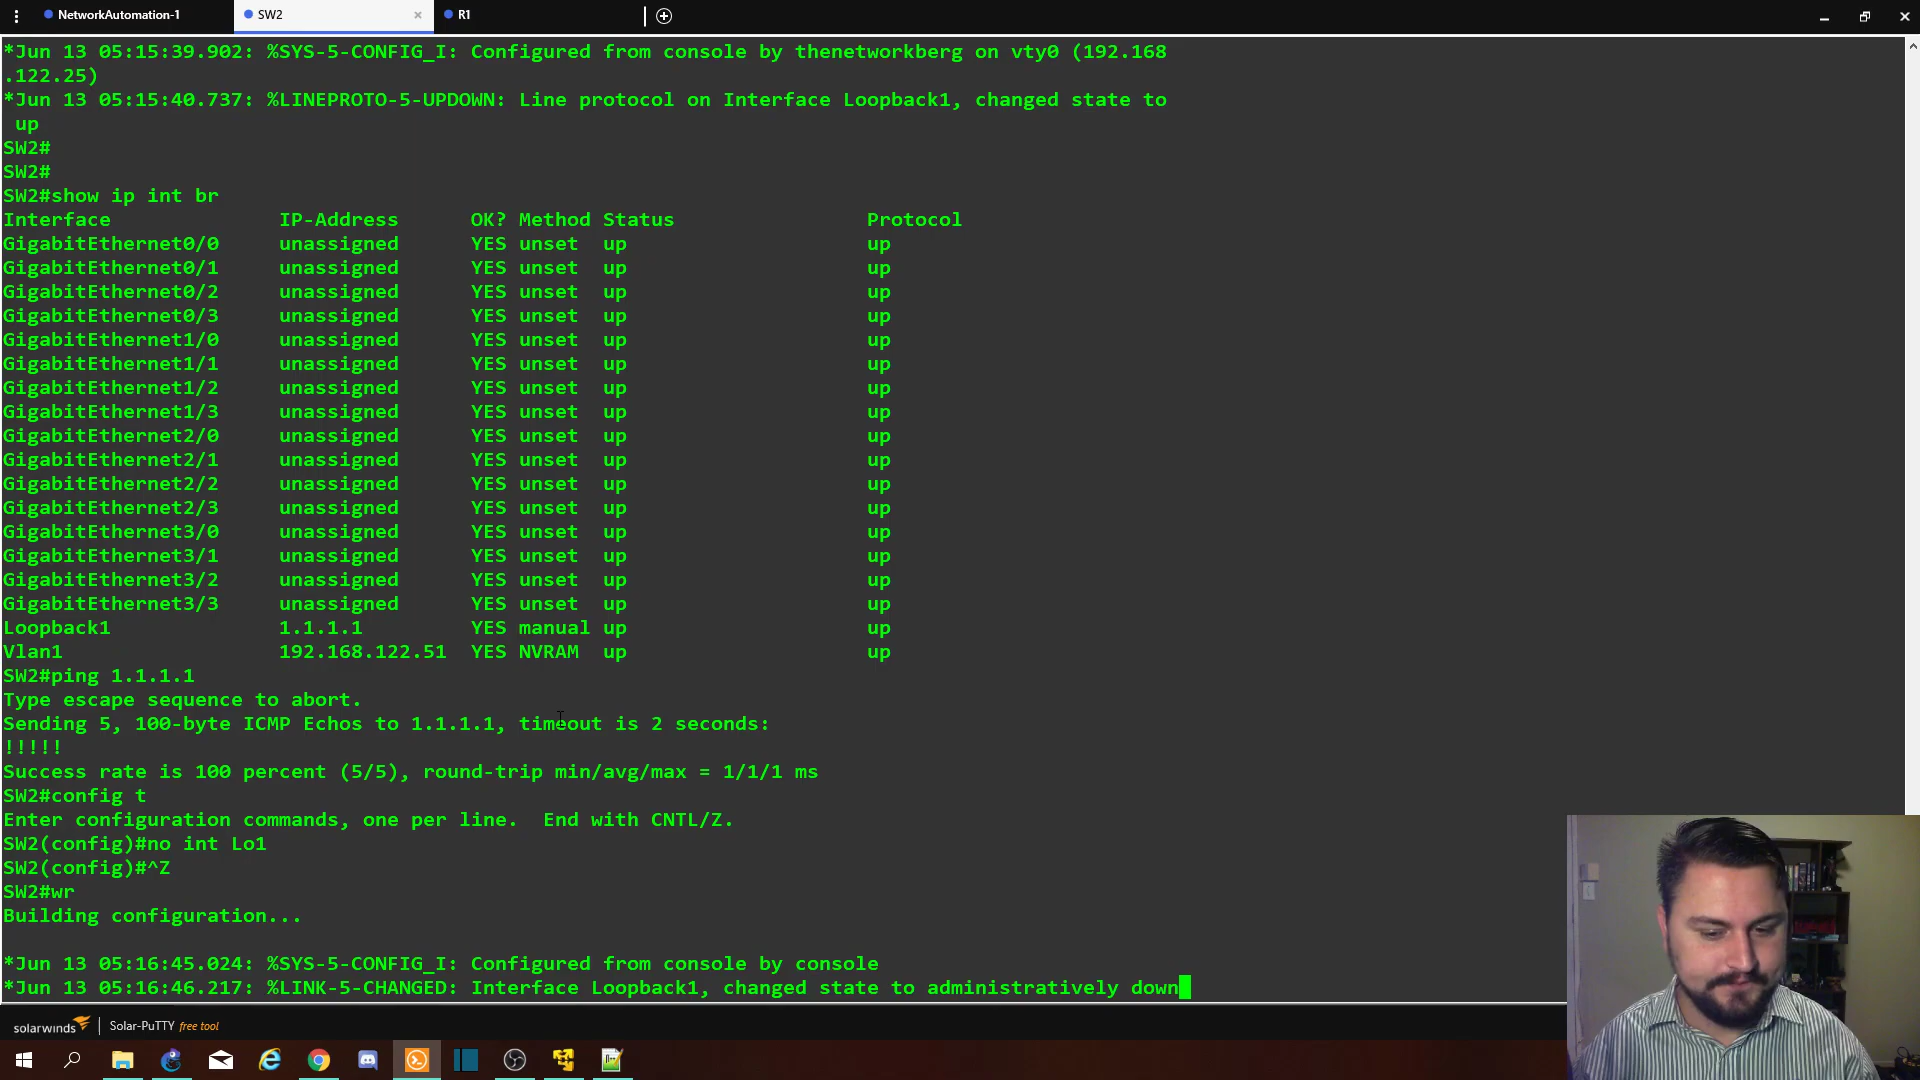 NetworkAutomation-1
SW2
R1
*Jun 13 05:15:39.902: %SYS-5-CONFIG_I: Configured from console by thenetworkberg on vty0 (192.168
.122.25)
*Jun 13 05:15:40.737: %LINEPROTO-5-UPDOWN: Line protocol on Interface Loopback1, changed state to
 up
SW2#
SW2#
SW2#show ip int br
Interface IP-Address OK? Method Status Protocol
GigabitEthernet0/0 unassigned YES unset up up
GigabitEthernet0/1 unassigned YES unset up up
GigabitEthernet0/2 unassigned YES unset up up
GigabitEthernet0/3 unassigned YES unset up up
GigabitEthernet1/0 unassigned YES unset up up
GigabitEthernet1/1 unassigned YES unset up up
GigabitEthernet1/2 unassigned YES unset up up
GigabitEthernet1/3 unassigned YES unset up up
GigabitEthernet2/0 unassigned YES unset up up
GigabitEthernet2/1 unassigned YES unset up up
GigabitEthernet2/2 unassigned YES unset up up
GigabitEthernet2/3 unassigned YES unset up up
GigabitEthernet3/0 unassigned YES unset up up
GigabitEthernet3/1 unassigned YES unset up up
GigabitEthernet3/2 unassigned YES unset up up
GigabitEthernet3/3 unassigned YES unset up up
Loopback1 1.1.1.1 YES manual up up
Vlan1 192.168.122.51 YES NVRAM up up
SW2#ping 1.1.1.1
Type escape sequence to abort.
Sending 5, 100-byte ICMP Echos to 1.1.1.1, timeout is 2 seconds:
!!!!!
Success rate is 100 percent (5/5), round-trip min/avg/max = 1/1/1 ms
SW2#config t
Enter configuration commands, one per line.  End with CNTL/Z.
SW2(config)#no int Lo1
SW2(config)#^Z
SW2#wr
Building configuration...
*Jun 13 05:16:45.024: %SYS-5-CONFIG_I: Configured from console by console
*Jun 13 05:16:46.217: %LINK-5-CHANGED: Interface Loopback1, changed state to administratively down
solarwinds | Solar-PuTTY free tool